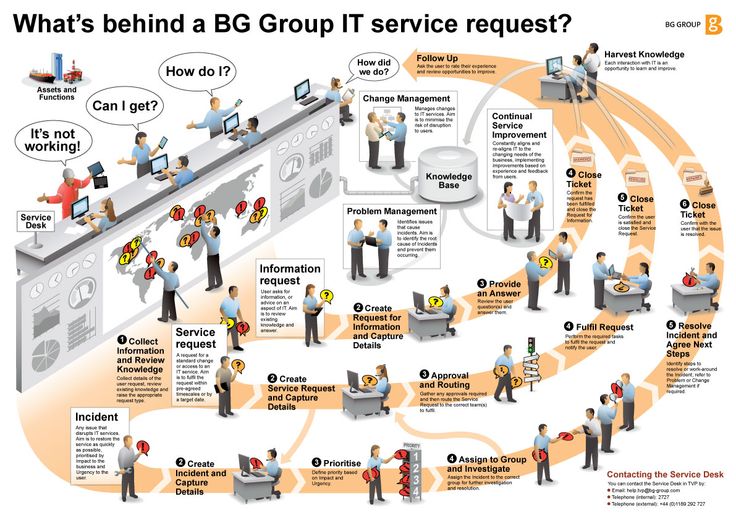 What's behind a BG Group IT service request?
BG GROUP
Assets and
Functions
How do I?
Can I get?
It's not
working!
Service
Desk
How did
we do?
Follow Up
Ask the user to rate their experience
and review opportunities to improve.
Harvest Knowledge
Each interaction with IT is an
opportunity to learn and improve.
Change Management
Manages changes
to IT services. Aim
is to minimise the
risk of disruption
to users.
Continual
Service
Improvement
Constantly aligns and
re-aligns IT to the
changing needs of the
business, implementing
improvements based on
experience and feedback
from users.
Knowledge
Base
Problem Management
Identifies issues
that cause
incidents. Aim is
to identify the root
cause of Incidents
and prevent them
occurring.
4 Close
Ticket
Confirm the
request has
been fulfilled
and close the
Request for
Information.
5 Close
Ticket
Confirm the user
is satisfied and
close the Service
Request.
6 Close
Ticket
Confirm with the user
that the issue is
resolved.
Information
request
User asks for
information, or
advice on an
aspect of IT. Aim
is to review
existing
knowledge and
answer.
2 Create
Request for
Information
and Capture
Details
3 Provide
an Answer
Review the user
question(s) and
answer them.
1 Collect
Information
and Review
Knowledge
Collect details of the
user request, review
existing knowledge and
raise the appropriate
request type.
Service
request
A request for a
standard change
or access to an
IT service. Aim
is to fulfil the
request within
pre-agreed
timescales or by
a target date.
2 Create
Service Request
and Capture
Details
3 Approval
and Routing
Gather any approvals required
and then route the Service
Request to the correct team(s)
to fulfil.
4 Fulfil Request
Perform the required tasks
to fulfil the request and
notify the user.
5 Resolve
Incident and
Agree Next
Steps
Identify steps to
resolve or work-around
the Incident, refer to
Problem or Change
Management if
required.
Incident
Any issue that
disrupts IT services.
Aim is to restore the
service as quickly
as possible,
prioritised by
Impact to the
business and
Urgency to the
User.
2 Create
Incident and
Capture
Details
3 Prioritise
Define priority based
on Impact and
Urgency.
PRIORITY
1
2
3
4
4 Assign to Group
and Investigate
Assign the Incident to the correct
group for further investigation
and resolution.
Contacting the Service Desk
You can contact the Service Desk in TVP by:
Email: help.tvp@bg-group.com
Telephone (internal): 2727
Telephone (external): +44 (0)1189 292 727